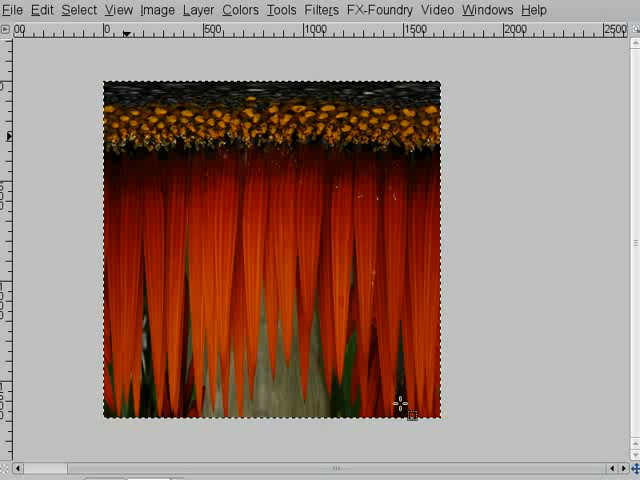 File Edit Select View Image Layer Colors Tools Filters FX-Foundry Video Windows Help
00 0 500 1000 1500 2000 2500